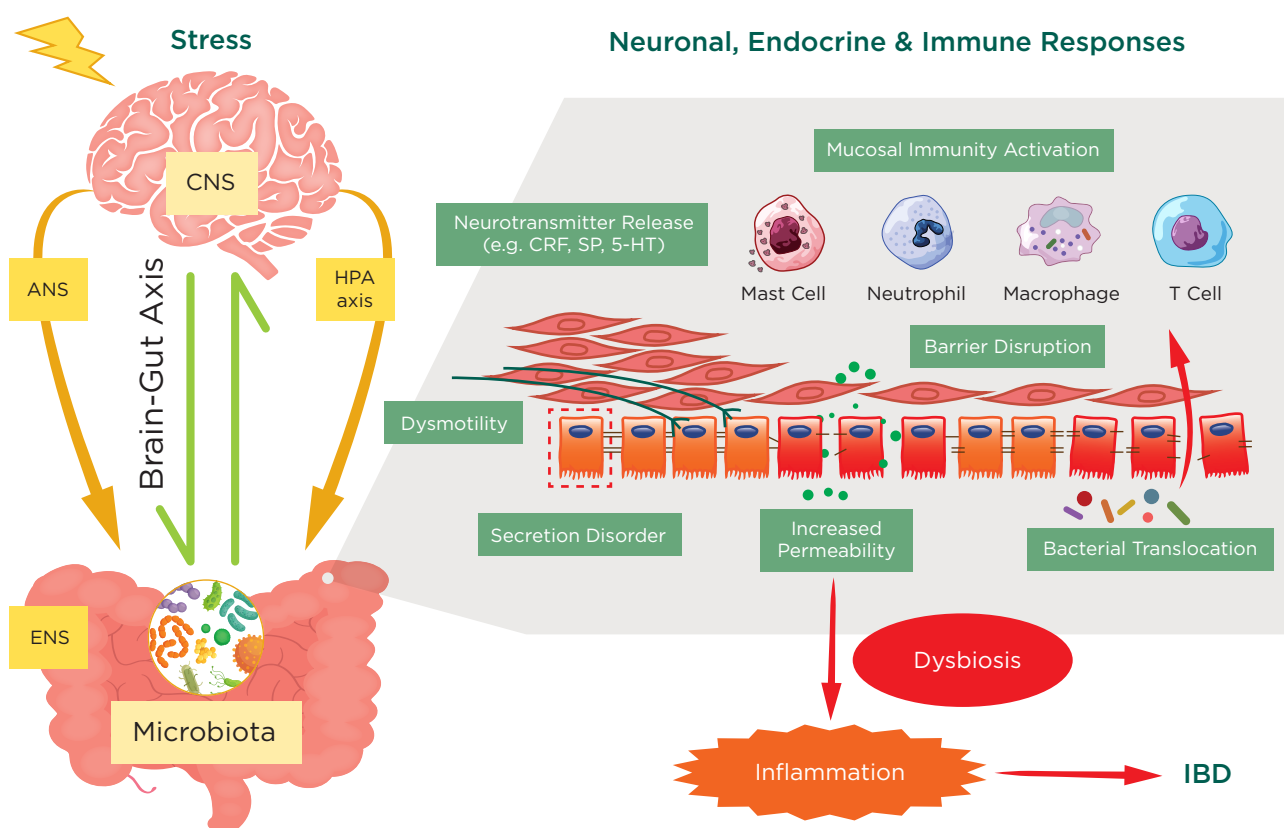 Stress
Neuronal, Endocrine & Immune Responses
CNS
ANS
HPA
axis
Brain-Gut Axis
ENS
Microbiota
Mucosal Immunity Activation
Neurotransmitter Release
(e.g. CRF, SP, 5-HT)
Mast Cell
Neutrophil
Macrophage
T Cell
Barrier Disruption
Dysmotility
Secretion Disorder
Increased
Permeability
Bacterial Translocation
Dysbiosis
Inflammation
IBD